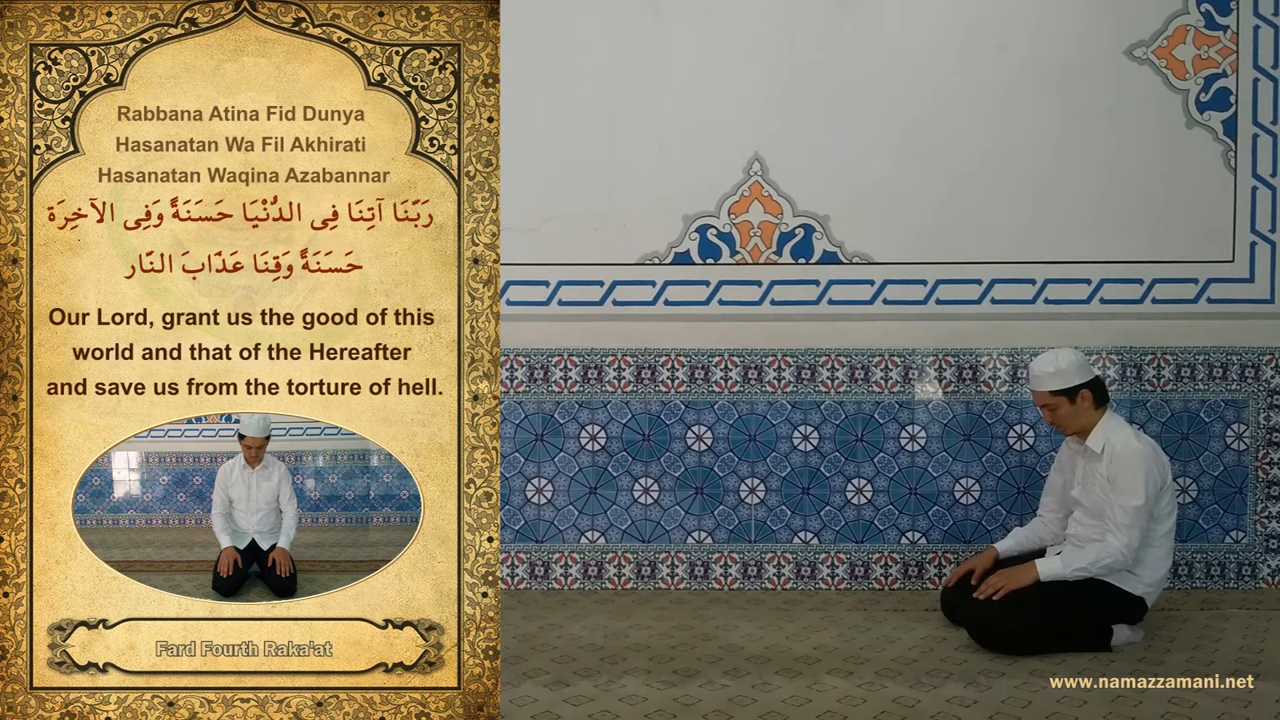 Rabbana Atina Fid Dunya
Hasanatan Wa Fil Akhirati
Hasanatan Waqina Azabannar
رَبَّنَا آتِنَا فِى الدُّنْيَا حَسَنَةً وَفِى الآخِرَة
حَسَنَةً وَقِنَا عَذَابَ النَّار
Our Lord, grant us the good of this
world and that of the Hereafter
and save us from the torture of hell.
Fard Fourth Raka'at
www.namazzamani.net